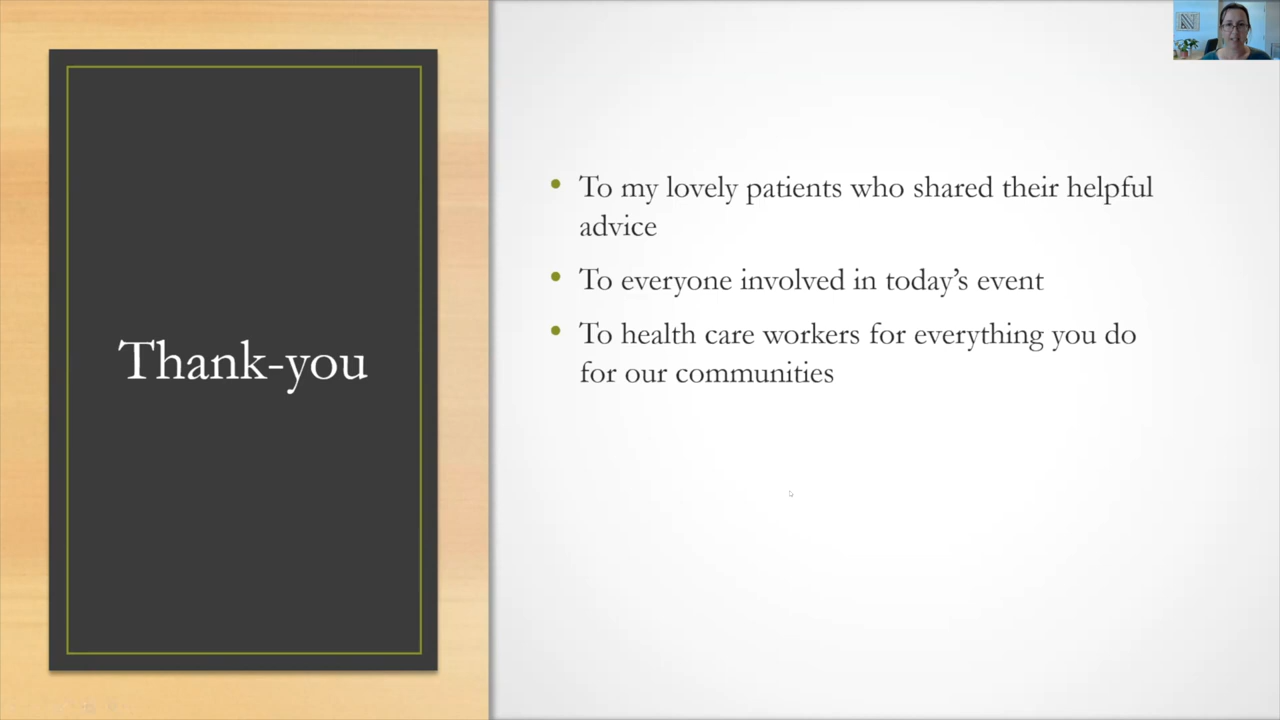 Thank-you
• To my lovely patients who shared their helpful
advice
• To everyone involved in today’s event
• To health care workers for everything you do
for our communities